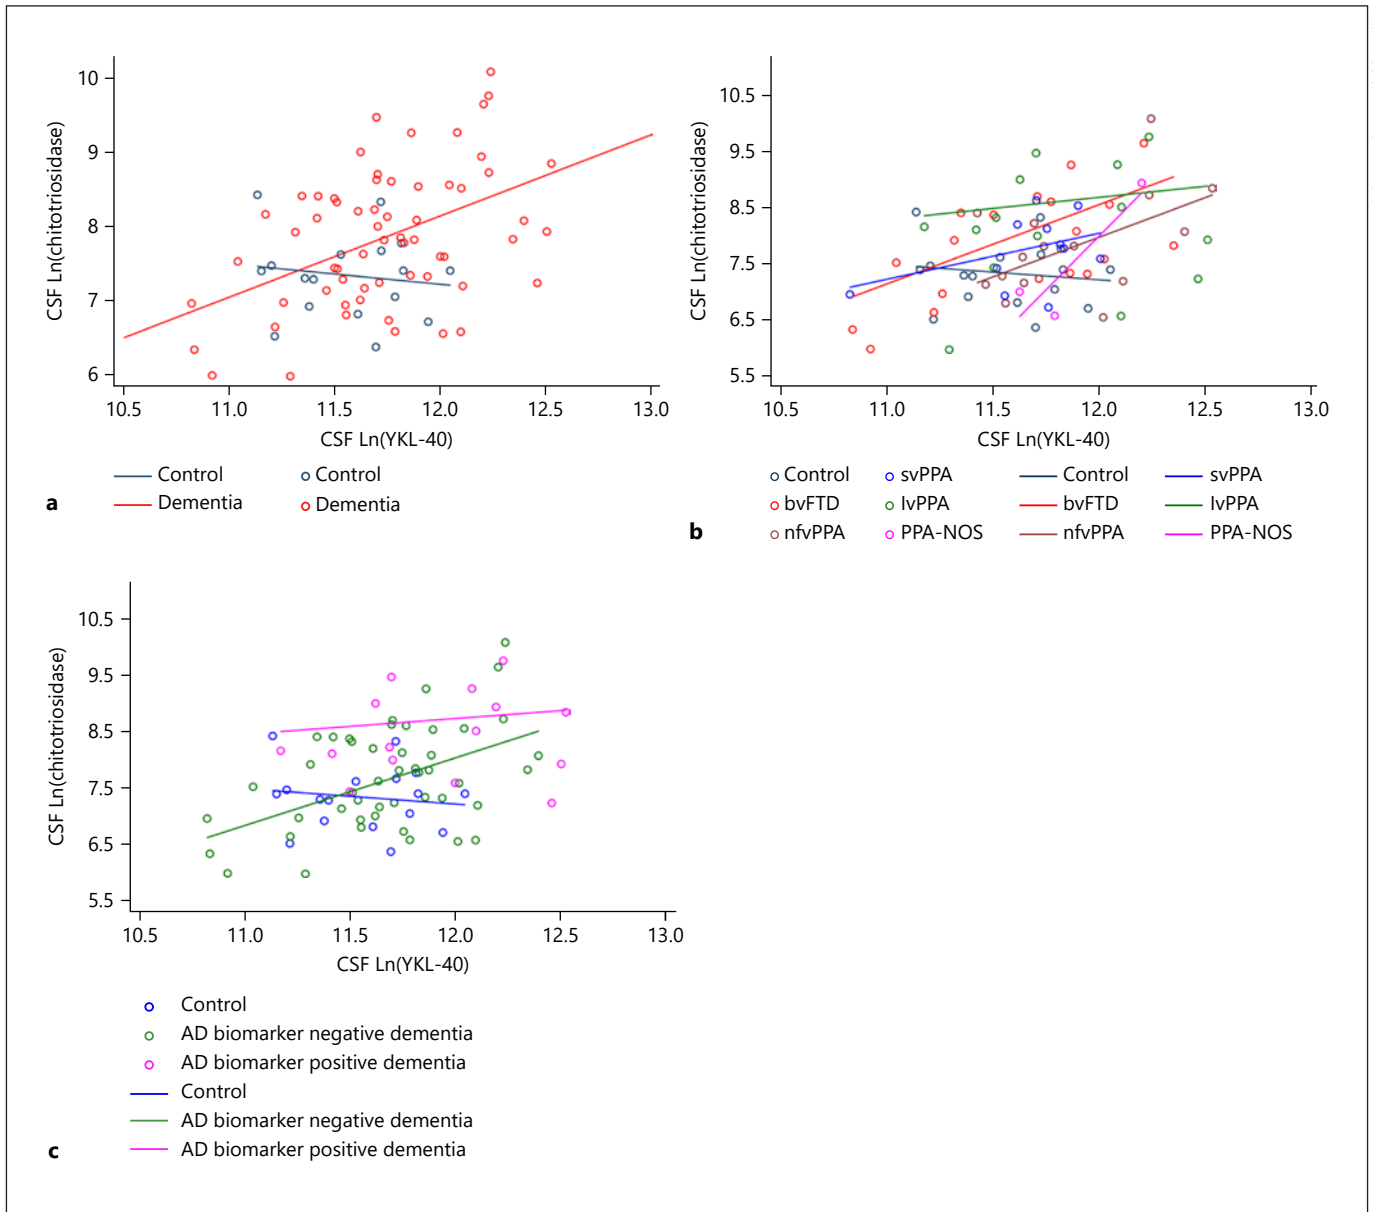 10
9
8
7
6
CSF Ln(chitotriosidase)
10.5 11.0 11.5 12.0 12.5 13.0
CSF Ln(YKL-40)
Control Control
Dementia Dementia
a
10.5
9.5
8.5
7.5
6.5
5.5
CSF Ln(chitotriosidase)
10.5 11.0 11.5 12.0 12.5 13.0
CSF Ln(YKL-40)
Control svPPA Control svPPA
bvFTD lvPPA bvFTD lvPPA
nfvPPA PPA-NOS nfvPPA PPA-NOS
b
10.5
9.5
8.5
7.5
6.5
5.5
CSF Ln(chitotriosidase)
10.5 11.0 11.5 12.0 12.5 13.0
CSF Ln(YKL-40)
Control
AD biomarker negative dementia
AD biomarker positive dementia
Control
AD biomarker negative dementia
AD biomarker positive dementia
c